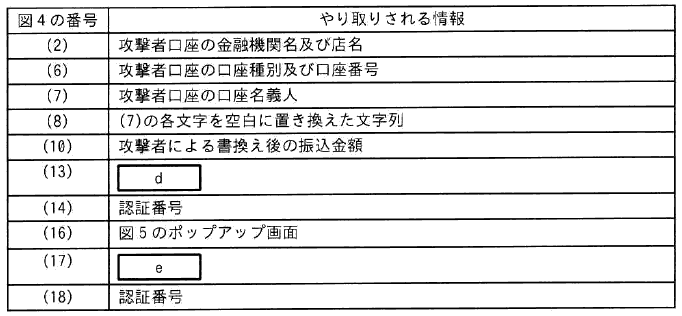 図4の番号 やり取りされる情報
(2) 攻撃者口座の金融機関名及び店名
(6) 攻撃者口座の口座種別及び口座番号
(7) 攻撃者口座の口座名義人
(8) (7)の各文字を空白に置き換えた文字列
(10) 攻撃者による書換え後の振込金額
(13) d
(14) 認証番号
(16) 図5のポップアップ画面
(17) e
(18) 認証番号